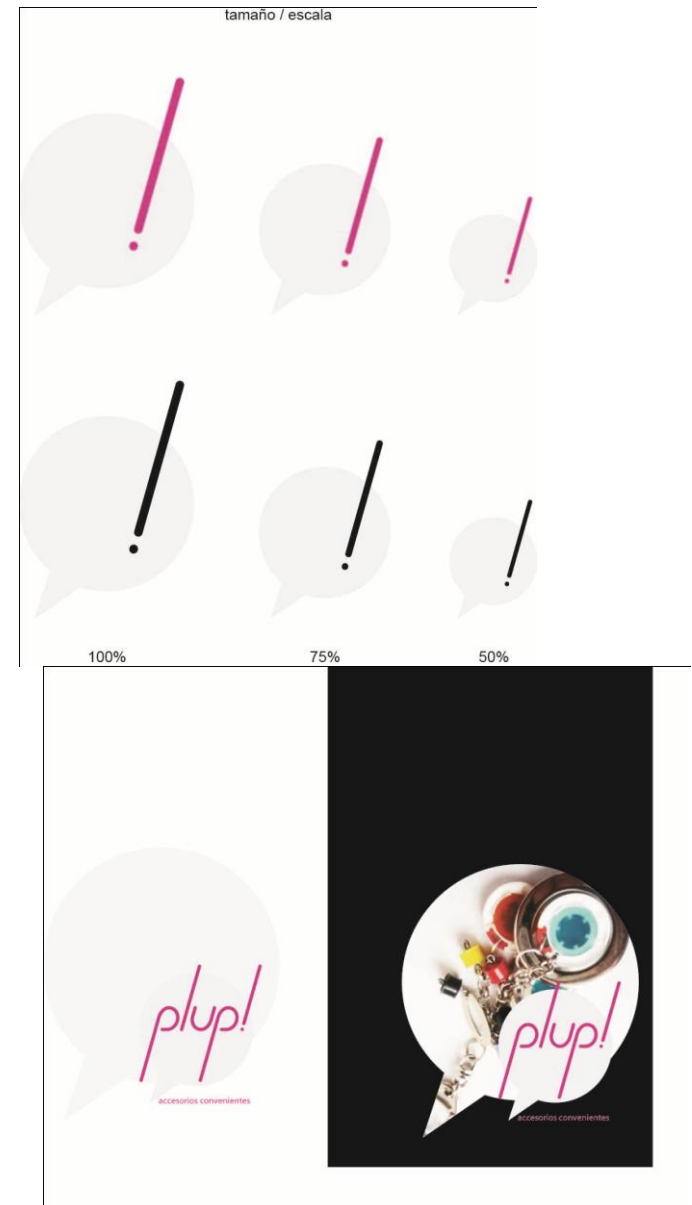 tamaño / escala
100% 75% 50%
plup!
accesorios convenientes
plup!
accesorios convenientes